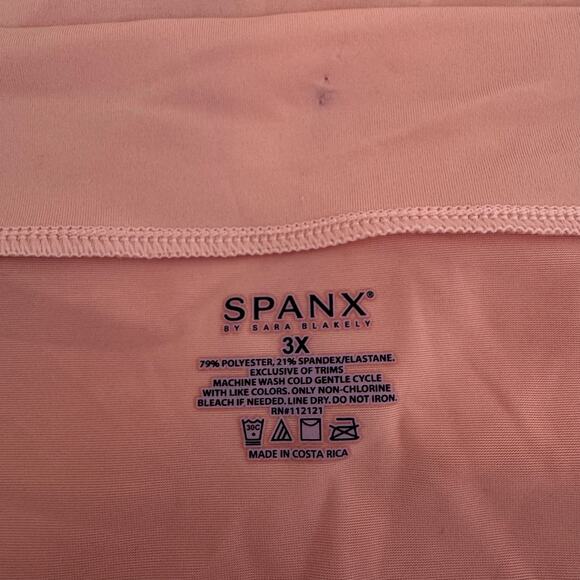 SPANX®
BY SARA BLAKELY
3X
79% POLYESTER, 21% SPANDEX/ELASTANE.
EXCLUSIVE OF TRIMS
MACHINE WASH COLD GENTLE CYCLE
WITH LIKE COLORS. ONLY NON-CHLORINE
BLEACH IF NEEDED. LINE DRY. DO NOT IRON.
RN#112121
30C
MADE IN COSTA RICA